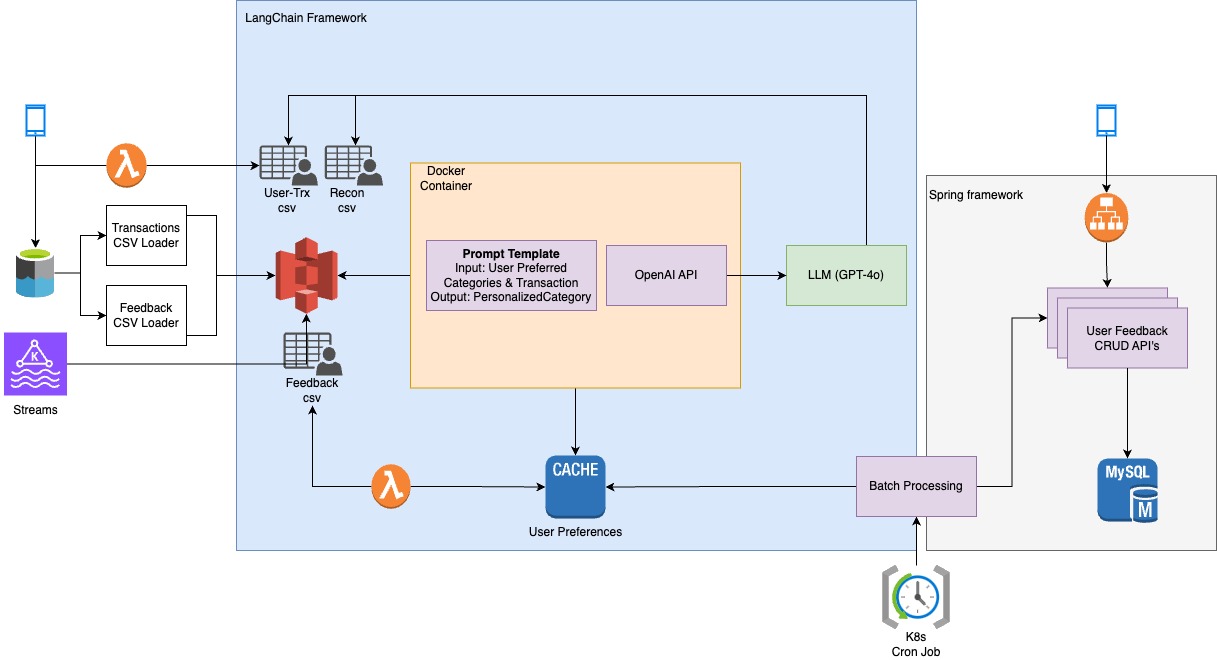 LangChain Framework
User-Trx
csv
Recon
csv
Docker
Container
Spring framework
Transactions
CSV Loader
Feedback
CSV Loader
Prompt Template
Input: User Preferred
Categories & Transaction
Output: PersonalizedCategory
OpenAI API
LLM (GPT-4o)
User Feedback
CRUD API's
K
Streams
Feedback
csv
CACHE
User Preferences
Batch Processing
MySQL
M
K8s
Cron Job